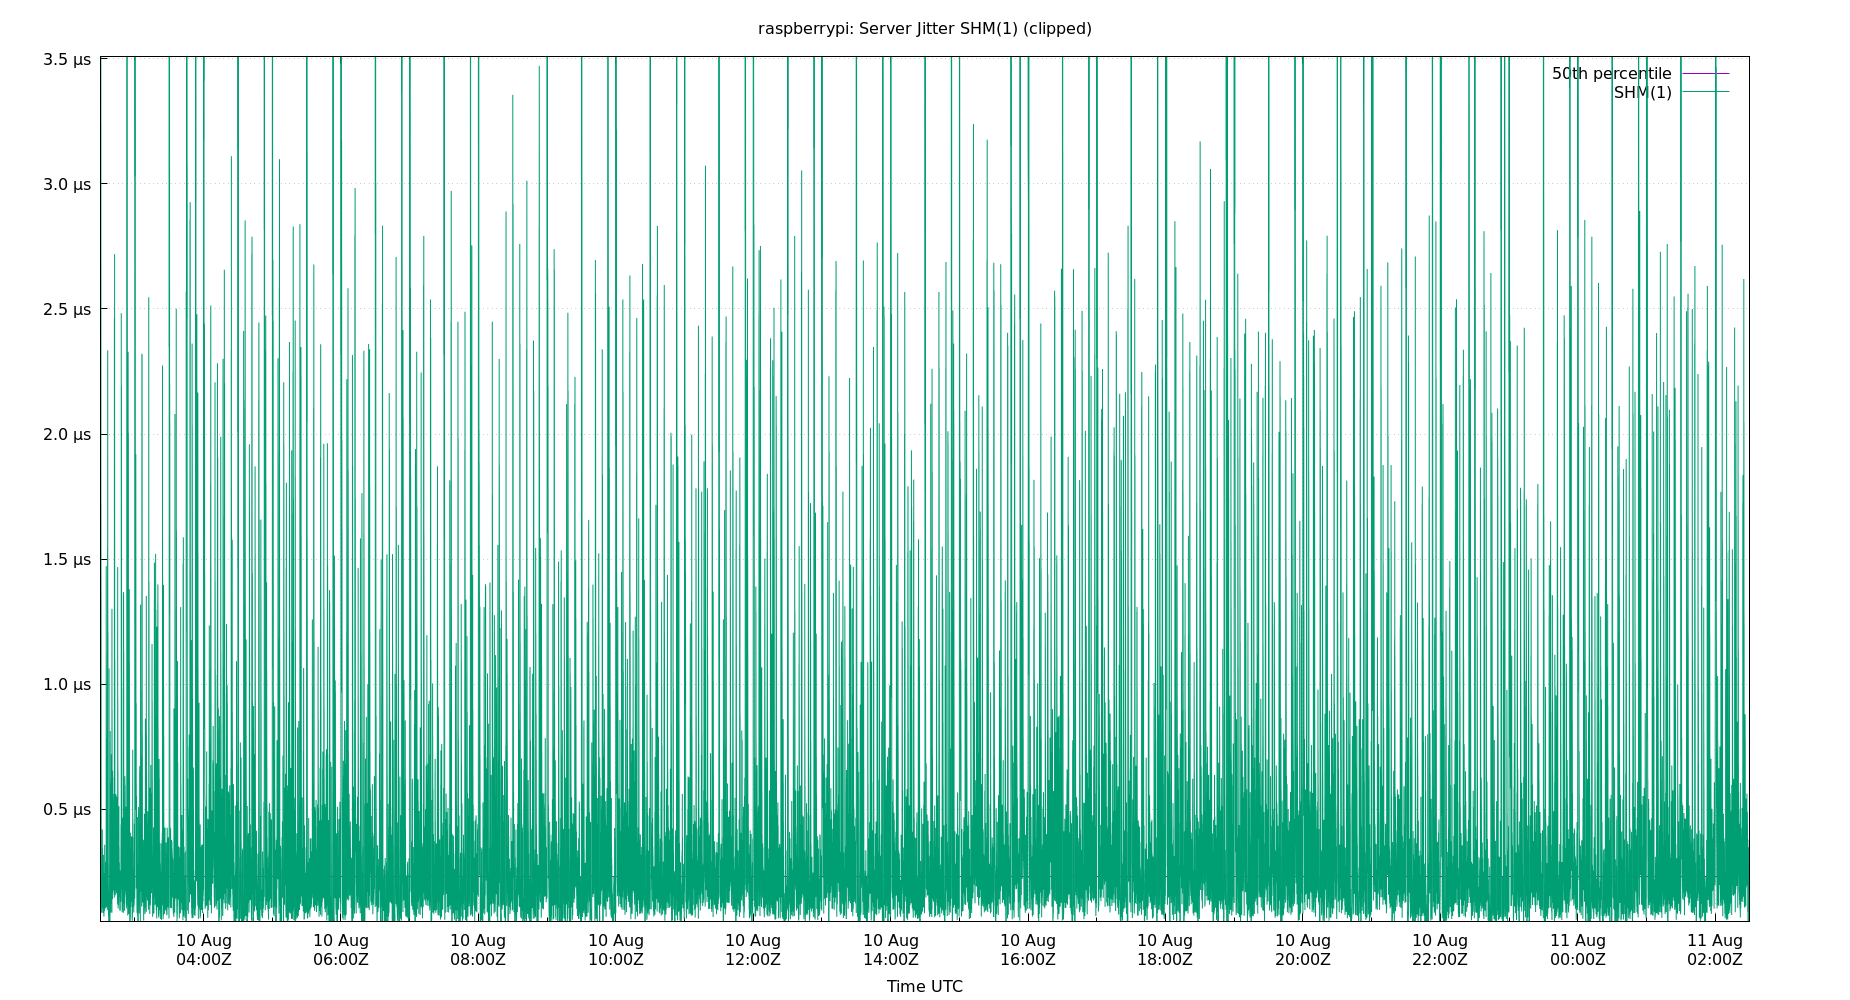 raspberrypi: Server Jitter SHM(1) (clipped)
3.5 µs
3.0 µs
2.5 µs
2.0 µs
1.5 µs
1.0 µs
0.5 µs
50th percentile
SHM(1)
10 Aug 10 Aug 10 Aug 10 Aug 10 Aug 10 Aug 10 Aug 10 Aug 10 Aug 10 Aug 11 Aug 11 Aug
04:00Z 06:00Z 08:00Z 10:00Z 12:00Z 14:00Z 16:00Z 18:00Z 20:00Z 22:00Z 00:00Z 02:00Z
Time UTC